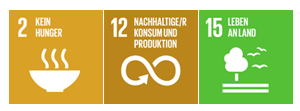 2 KEIN
HUNGER
12 NACHHALTIGE/R
KONSUM UND
PRODUKTION
15 LEBEN
AN LAND